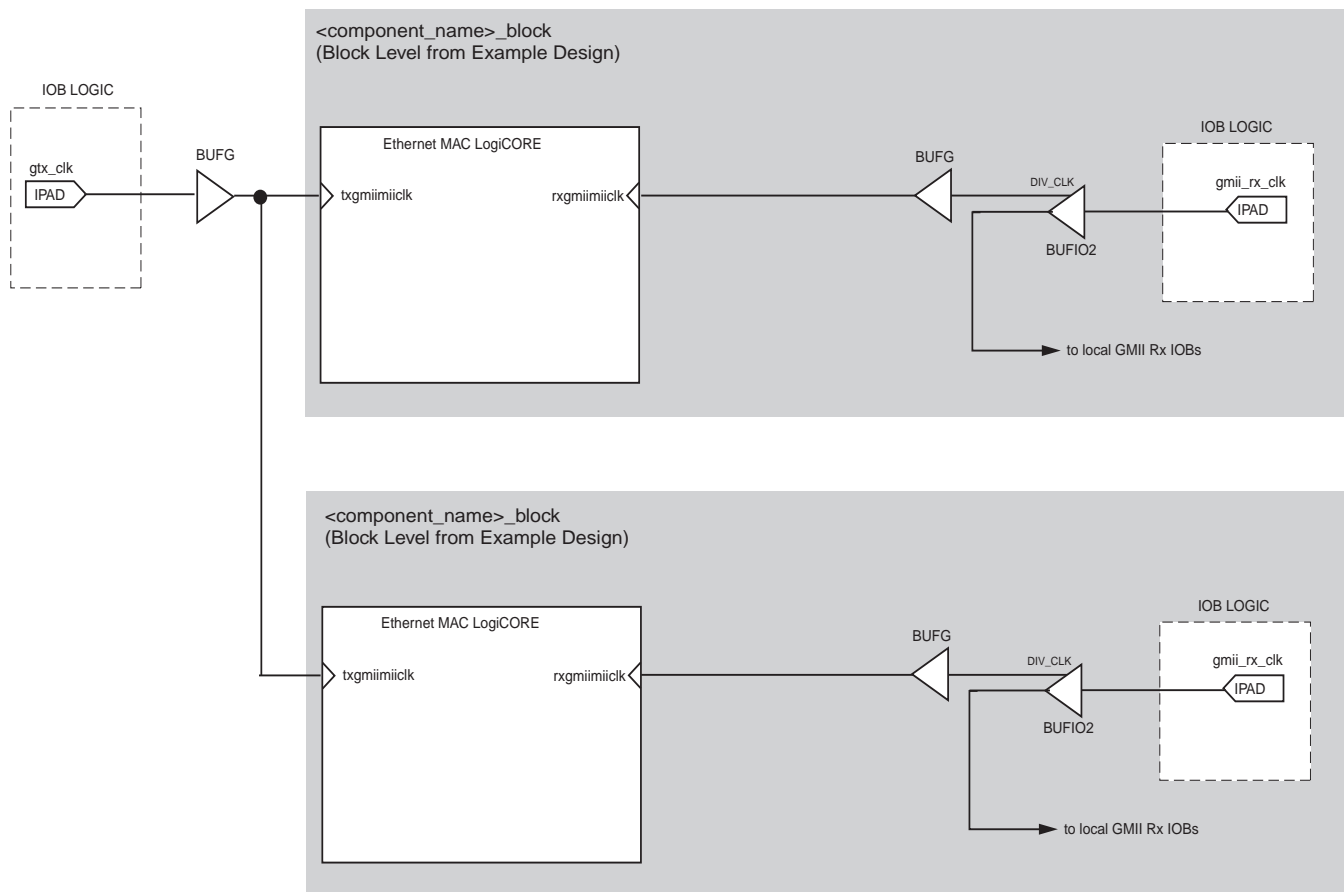 <component_name>_block
(Block Level from Example Design)
IOB LOGIC
gtx_clk
IPAD
BUFG
Ethernet MAC LogiCORE
txgmiimiiclk
rxgmiimiiclk
BUFG
DIV_CLK
BUFIO2
IOB LOGIC
gmii_rx_clk
IPAD
to local GMII Rx IOBs
<component_name>_block
(Block Level from Example Design)
Ethernet MAC LogiCORE
txgmiimiiclk
rxgmiimiiclk
BUFG
DIV_CLK
BUFIO2
IOB LOGIC
gmii_rx_clk
IPAD
to local GMII Rx IOBs